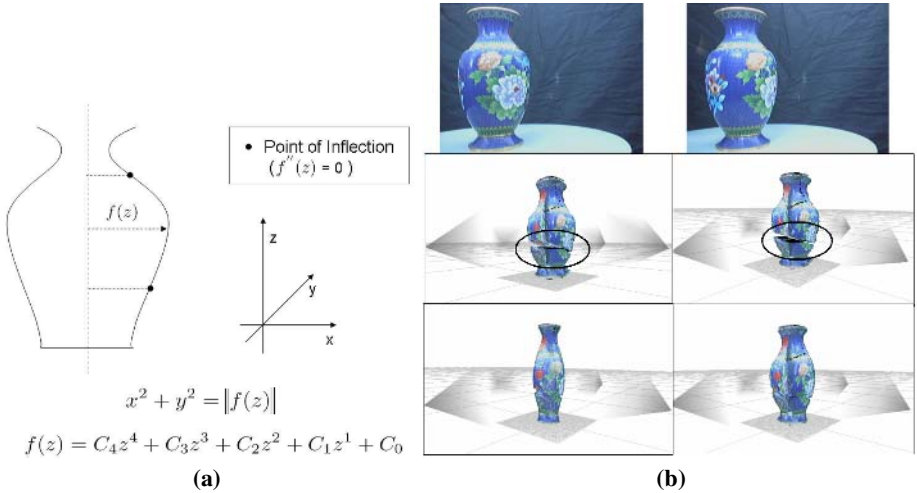 f(z)
• Point of Inflection
(f''(z) = 0 )
z
y
x
x² + y² = ‖f(z)|
f(z) = C₄z⁴ + C₃z³ + C₂z² + C₁z¹ + C₀
(a)
(b)